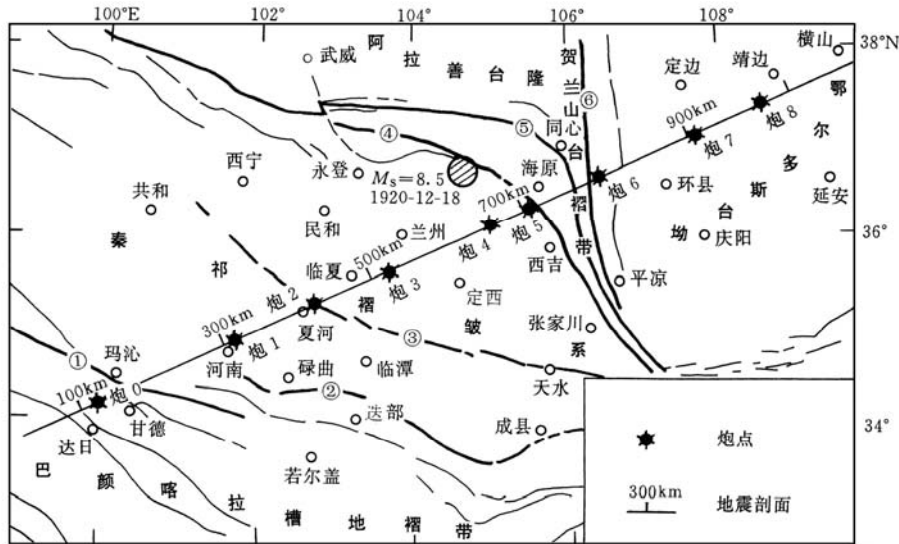 100°E
102°
104°
106°
108°
横山
38°N
武威
阿拉善台隆
贺兰山台褶带
定边
靖边
鄂尔多斯台坳
⑥
⑤
④
同心
900km
炮7
炮8
西宁
永登
M_S=8.5
1920-12-18
海原
炮6
环县
延安
共和
民和
700km
炮5
炮4
庆阳
36°
秦祁褶皱系
兰州
西吉
临夏
500km
炮3
平凉
炮2
定西
300km
夏河
炮1
③
张家川
①
玛沁
河南
碌曲
临潭
天水
100km
炮0
②
甘德
迭部
成县
34°
达日
炮点
若尔盖
300km
地震剖面
巴颜喀拉槽地褶带